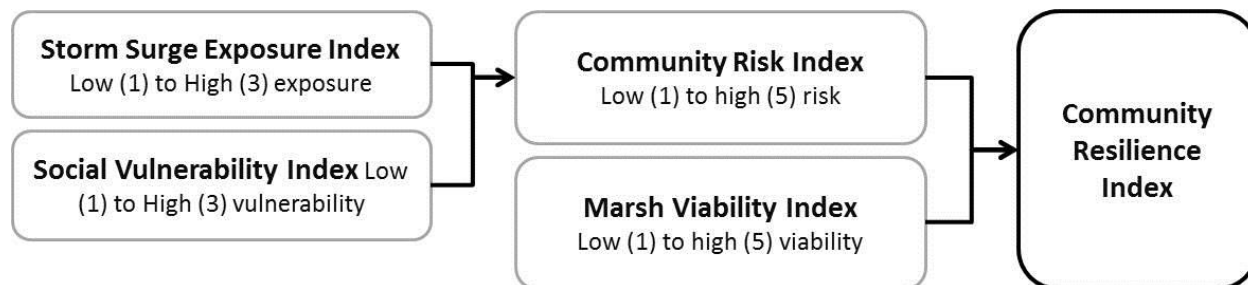 Storm Surge Exposure Index
Low (1) to High (3) exposure
Social Vulnerability Index Low
(1) to High (3) vulnerability
Community Risk Index
Low (1) to high (5) risk
Marsh Viability Index
Low (1) to high (5) viability
Community
Resilience
Index